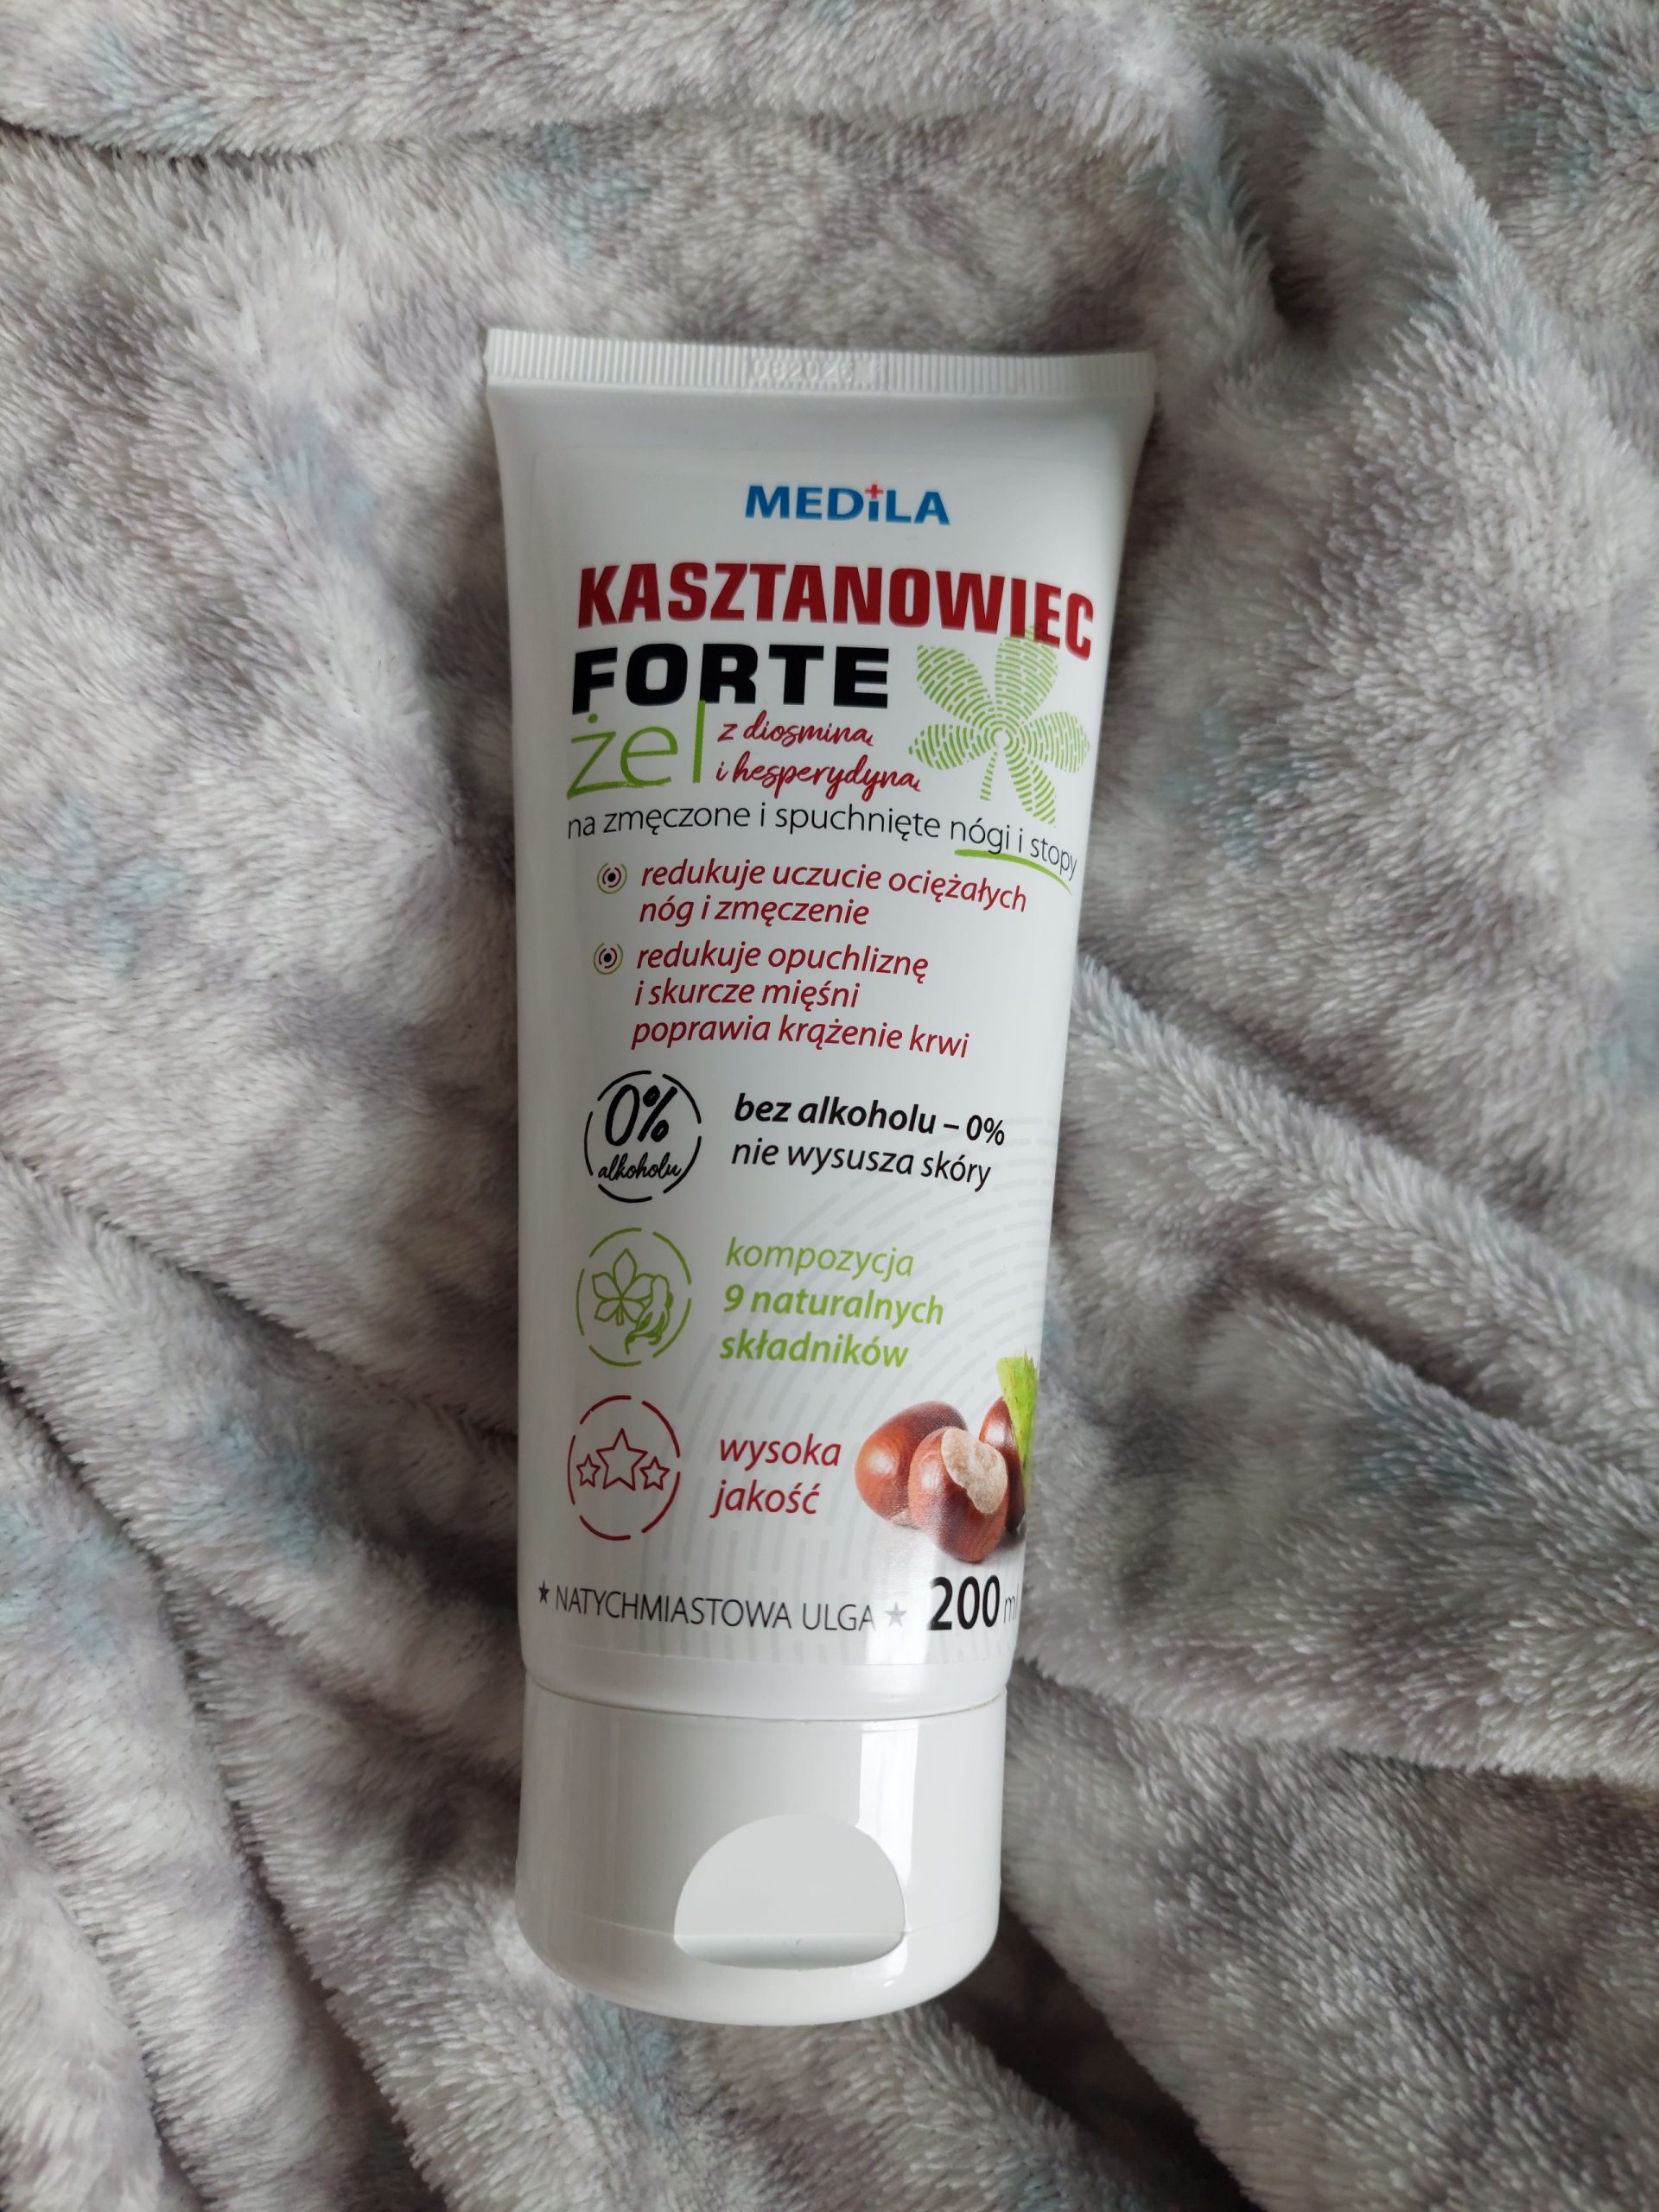 082026
MEDiLA
KASZTANOWIEC
FORTE
żel z diosminą
i hesperydyną
na zmęczone i spuchnięte nógi i stopy
redukuje uczucie ociężałych
nóg i zmęczenie
redukuje opuchliznę
i skurcze mięśni
poprawia krążenie krwi
0%
alkoholu
bez alkoholu – 0%
nie wysusza skóry
kompozycja
9 naturalnych
składników
wysoka
jakość
NATYCHMIASTOWA ULGA
200 ml